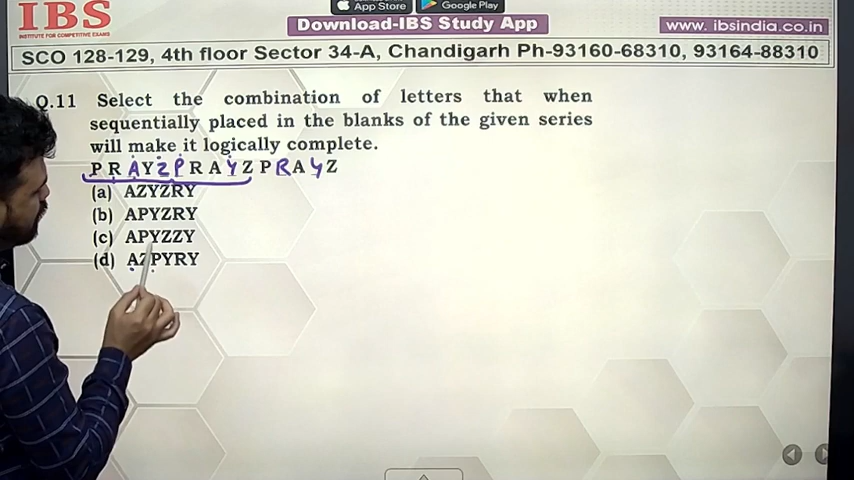 IBS
INSTITUTE FOR COMPETITIVE EXAMS
App Store
Google Play
Download-IBS Study App
www. ibsindia.co.in
SCO 128-129, 4th floor Sector 34-A, Chandigarh Ph-93160-68310, 93164-88310
Q.11 Select the combination of letters that when
sequentially placed in the blanks of the given series
will make it logically complete.
P R A Y Z P R A Y Z P R A Y Z
(a) AZYZRY
(b) APYZRY
(c) APYZZY
(d) AZPYRY